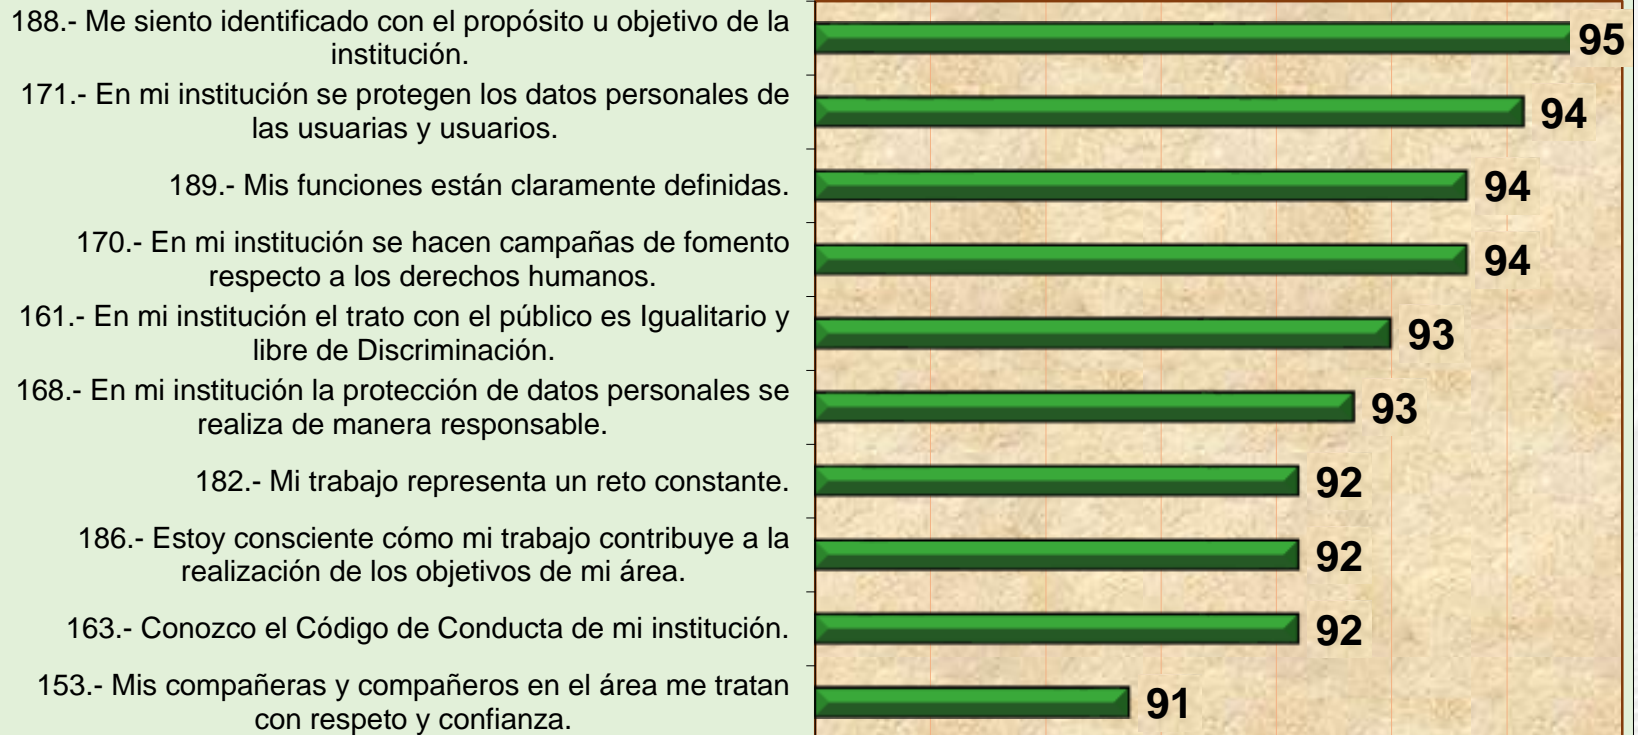 188.- Me siento identificado con el propósito u objetivo de la
institución.
95
171.- En mi institución se protegen los datos personales de
las usuarias y usuarios.
94
189.- Mis funciones están claramente definidas.
94
170.- En mi institución se hacen campañas de fomento
respecto a los derechos humanos.
94
161.- En mi institución el trato con el público es Igualitario y
libre de Discriminación.
93
168.- En mi institución la protección de datos personales se
realiza de manera responsable.
93
182.- Mi trabajo representa un reto constante.
92
186.- Estoy consciente cómo mi trabajo contribuye a la
realización de los objetivos de mi área.
92
163.- Conozco el Código de Conducta de mi institución.
92
153.- Mis compañeras y compañeros en el área me tratan
con respeto y confianza.
91